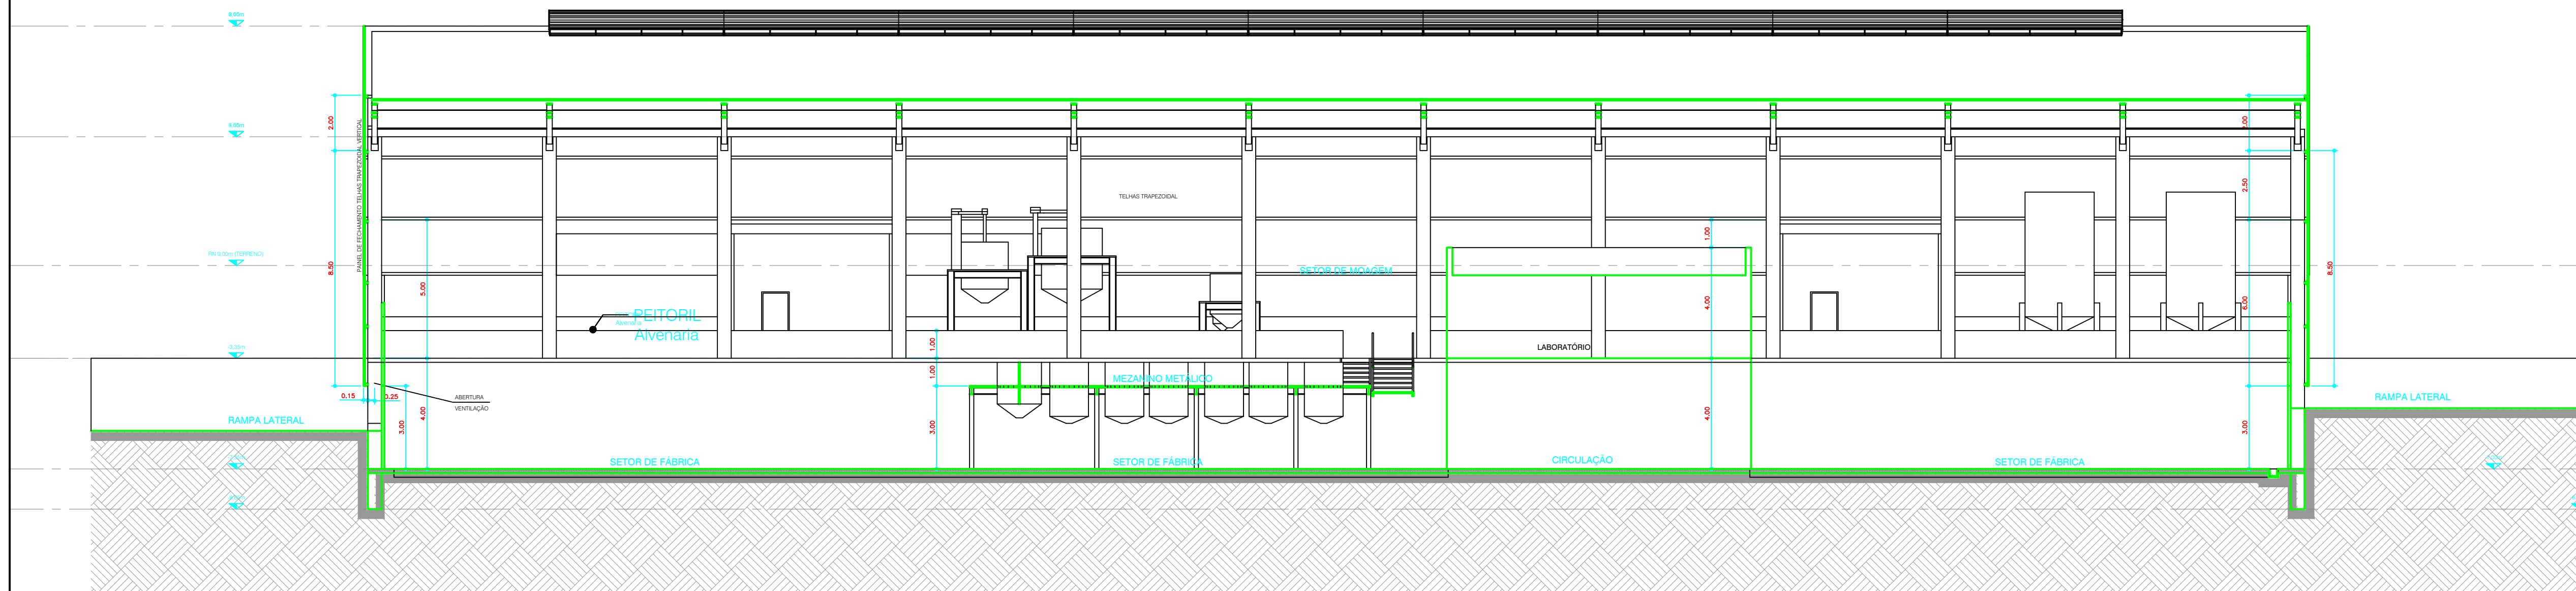 PAINEL DE FECHAMENTO TELHAS TRAPEZOIDAL VERTICAL
2.00
8.50
TELHAS TRAPEZOIDAL
SETOR DE MOAGEM
PEITORIL
Alvenaria
5.00
1.00
1.00
3.00
0.15
0.25
3.00
4.00
ABERTURA
VENTILAÇÃO
MEZANINO METÁLICO
LABORATÓRIO
1.00
4.00
4.00
2.00
2.50
6.00
8.50
3.00
RAMPA LATERAL
RAMPA LATERAL
SETOR DE FÁBRICA
SETOR DE FÁBRICA
CIRCULAÇÃO
SETOR DE FÁBRICA